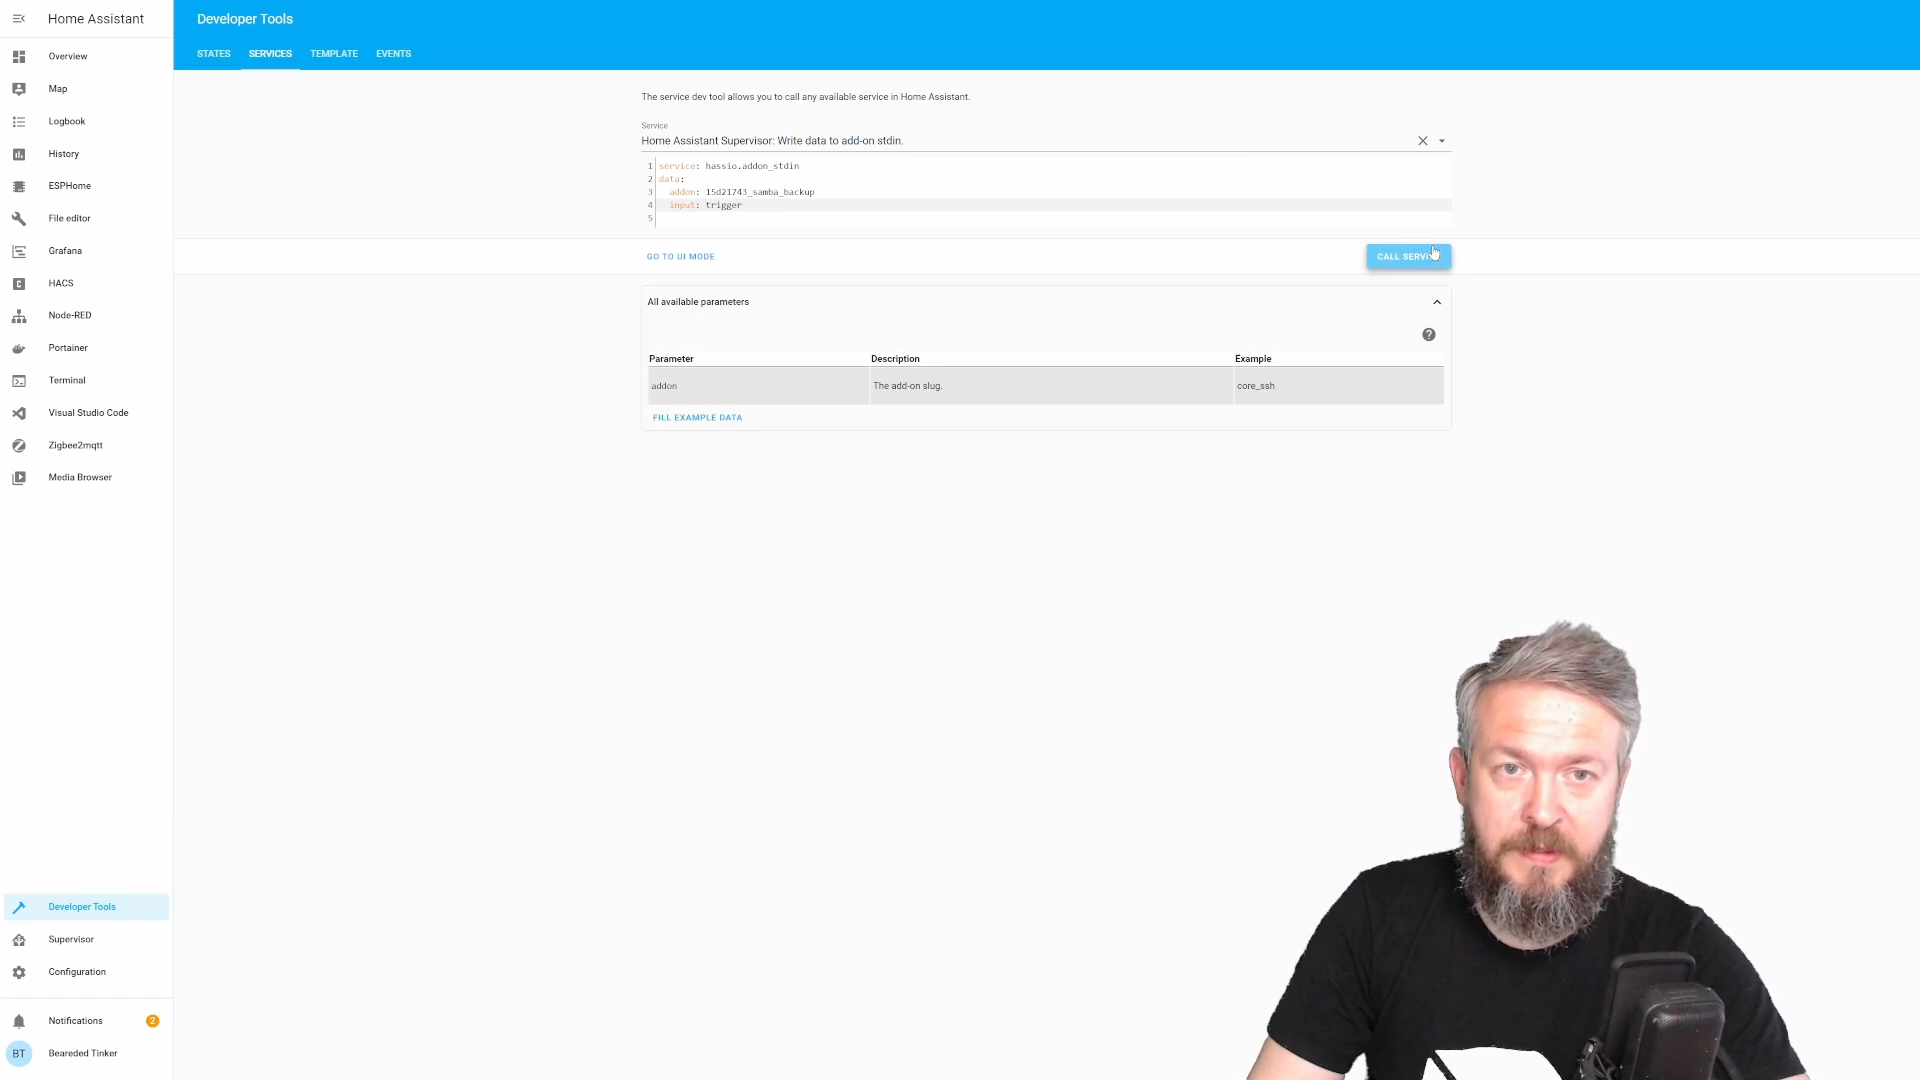 Home Assistant
Overview
Map
Logbook
History
ESPHome
File editor
Grafana
HACS
Node-RED
Portainer
Terminal
Visual Studio Code
Zigbee2mqtt
Media Browser
Developer Tools
Supervisor
Configuration
Notifications 2
BT Bearded Tinker
Developer Tools
STATES SERVICES TEMPLATE EVENTS
The service dev tool allows you to call any available service in Home Assistant.
Service
Home Assistant Supervisor: Write data to add-on stdin.
1 service: hassio.addon_stdin
2 data:
3 addon: 15d21743_samba_backup
4 input: trigger
5
GO TO UI MODE
CALL SERVI
All available parameters
Parameter Description Example
addon The add-on slug. core_ssh
FILL EXAMPLE DATA